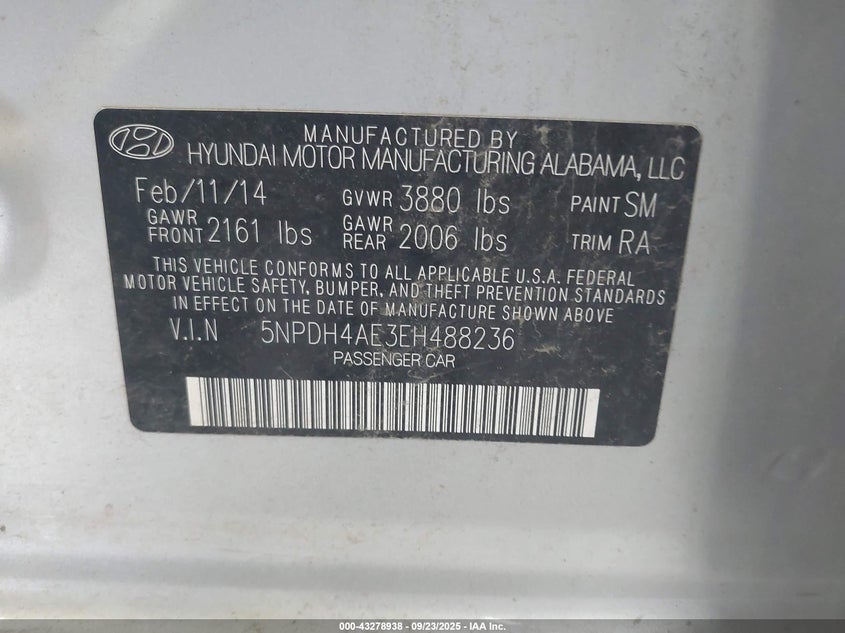 MANUFACTURED BY
HYUNDAI MOTOR MANUFACTURING ALABAMA, LLC
Feb/11/14 GVWR 3880 lbs PAINT SM
GAWR FRONT 2161 lbs GAWR REAR 2006 lbs TRIM RA
THIS VEHICLE CONFORMS TO ALL APPLICABLE U.S.A. FEDERAL
MOTOR VEHICLE SAFETY, BUMPER, AND THEFT PREVENTION STANDARDS
IN EFFECT ON THE DATE OF MANUFACTURE SHOWN ABOVE
V.I.N 5NPDH4AE3EH488236
PASSENGER CAR
000-43278938 - 09/23/2025 - IAA Inc.